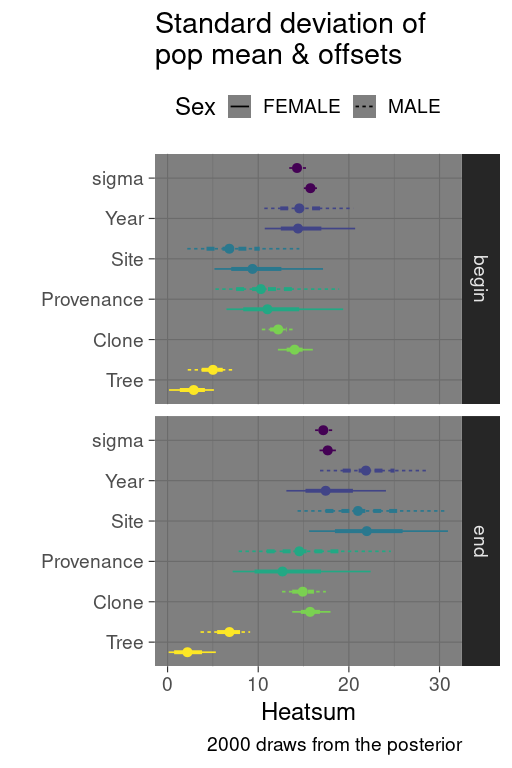 Standard deviation of
pop mean & offsets
Sex FEMALE MALE
sigma
Year
Site
Provenance
Clone
Tree
begin
sigma
Year
Site
Provenance
Clone
Tree
end
0 10 20 30
Heatsum
2000 draws from the posterior